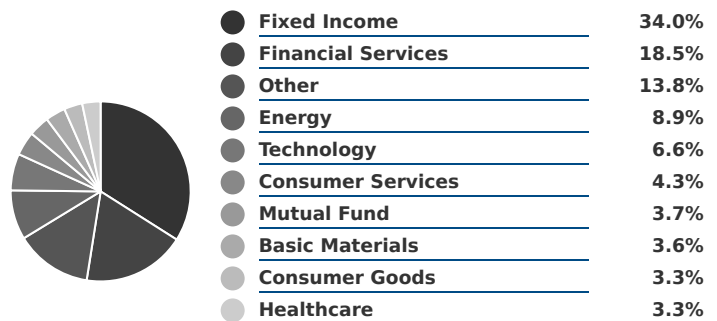 Fixed Income 34.0%
Financial Services 18.5%
Other 13.8%
Energy 8.9%
Technology 6.6%
Consumer Services 4.3%
Mutual Fund 3.7%
Basic Materials 3.6%
Consumer Goods 3.3%
Healthcare 3.3%